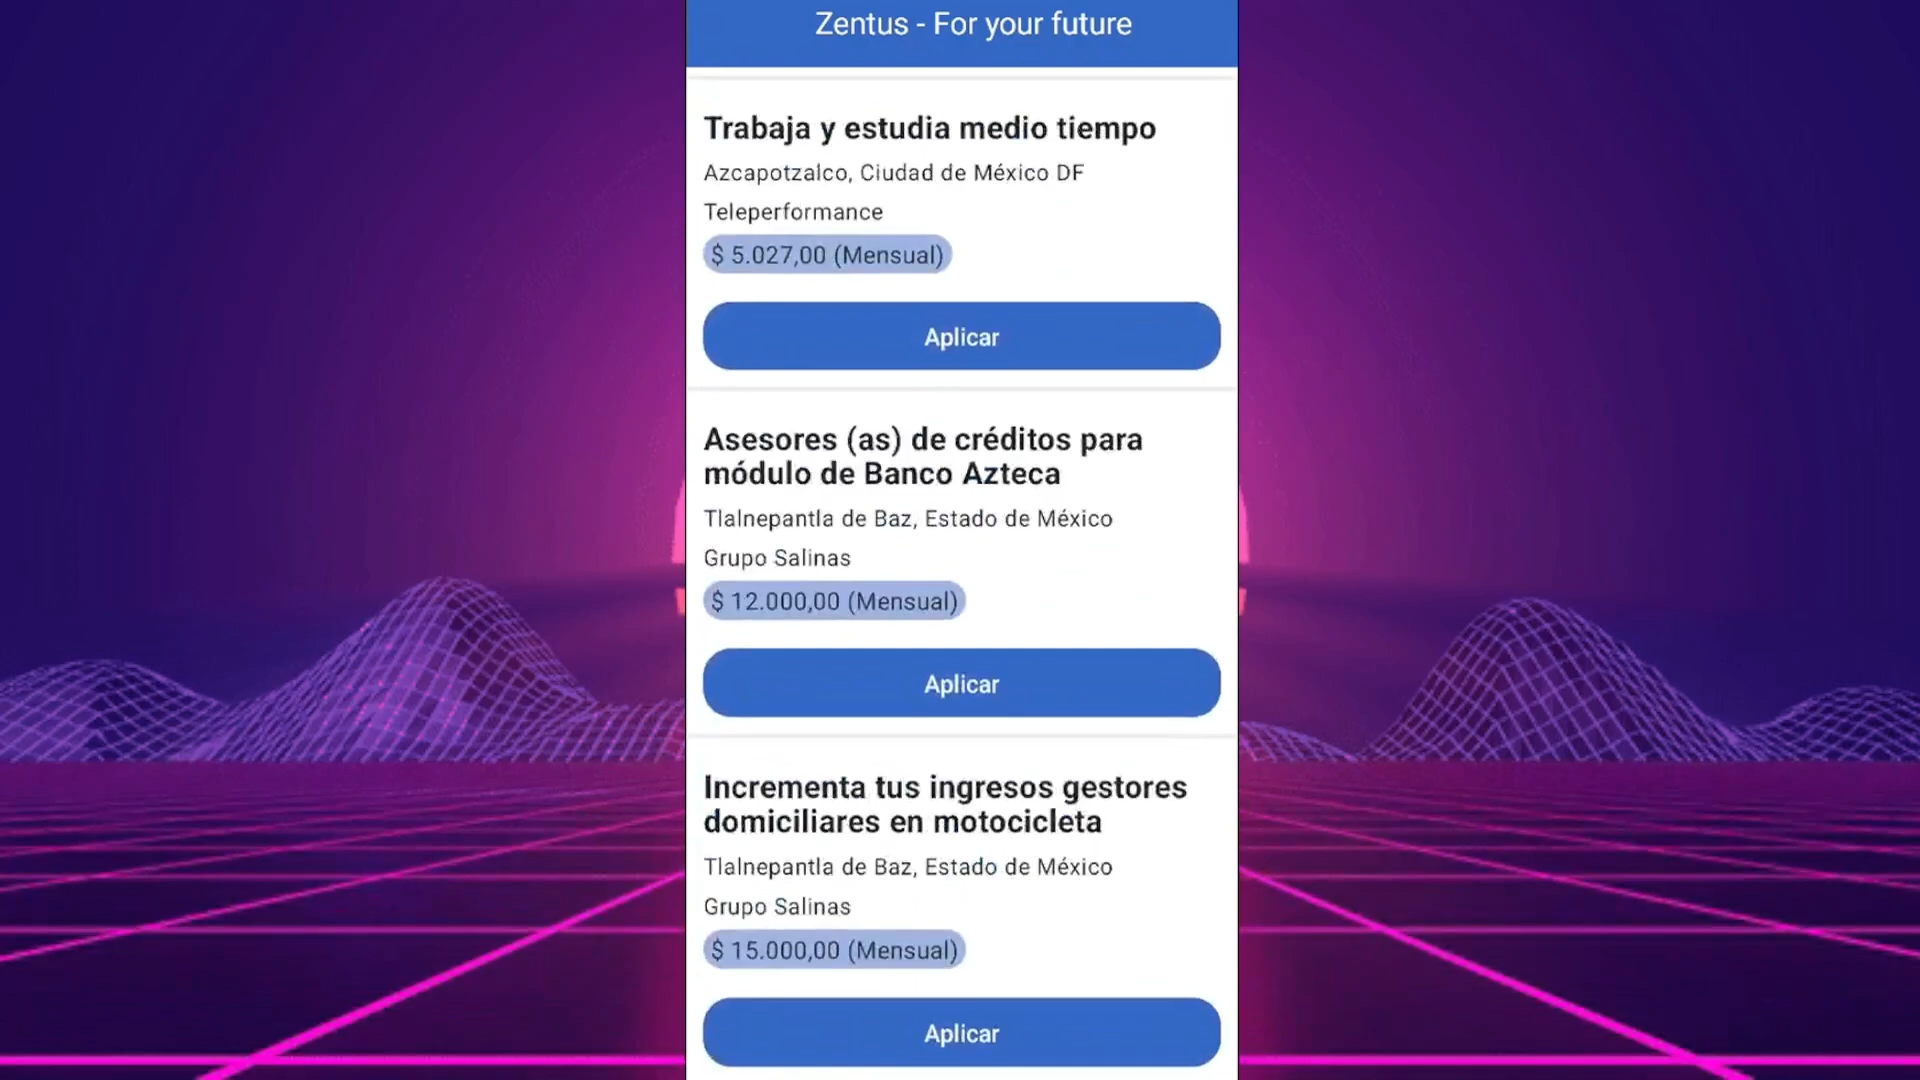 Zentus - For your future
Trabaja y estudia medio tiempo
Azcapotzalco, Ciudad de México DF
Teleperformance
$ 5.027,00 (Mensual)
Aplicar
Asesores (as) de créditos para
módulo de Banco Azteca
Tlalnepantla de Baz, Estado de México
Grupo Salinas
$ 12.000,00 (Mensual)
Aplicar
Incrementa tus ingresos gestores
domiciliares en motocicleta
Tlalnepantla de Baz, Estado de México
Grupo Salinas
$ 15.000,00 (Mensual)
Aplicar